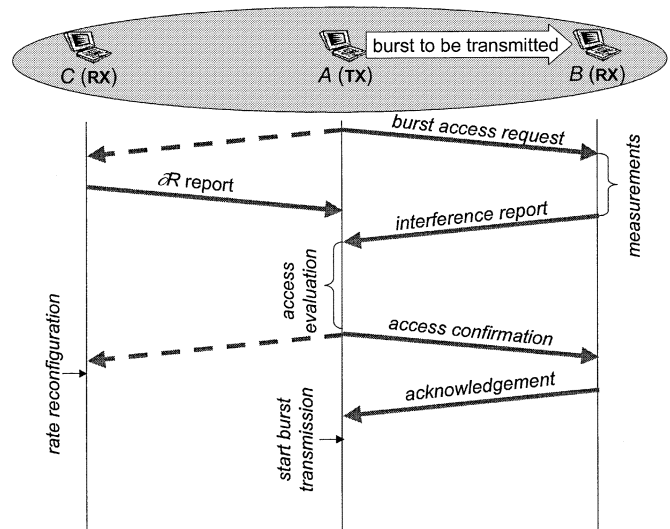 burst to be transmitted
C (RX)
A (TX)
B (RX)
burst access request
∂R report
interference report
measurements
access
evaluation
access confirmation
rate reconfiguration
acknowledgement
start burst
transmission